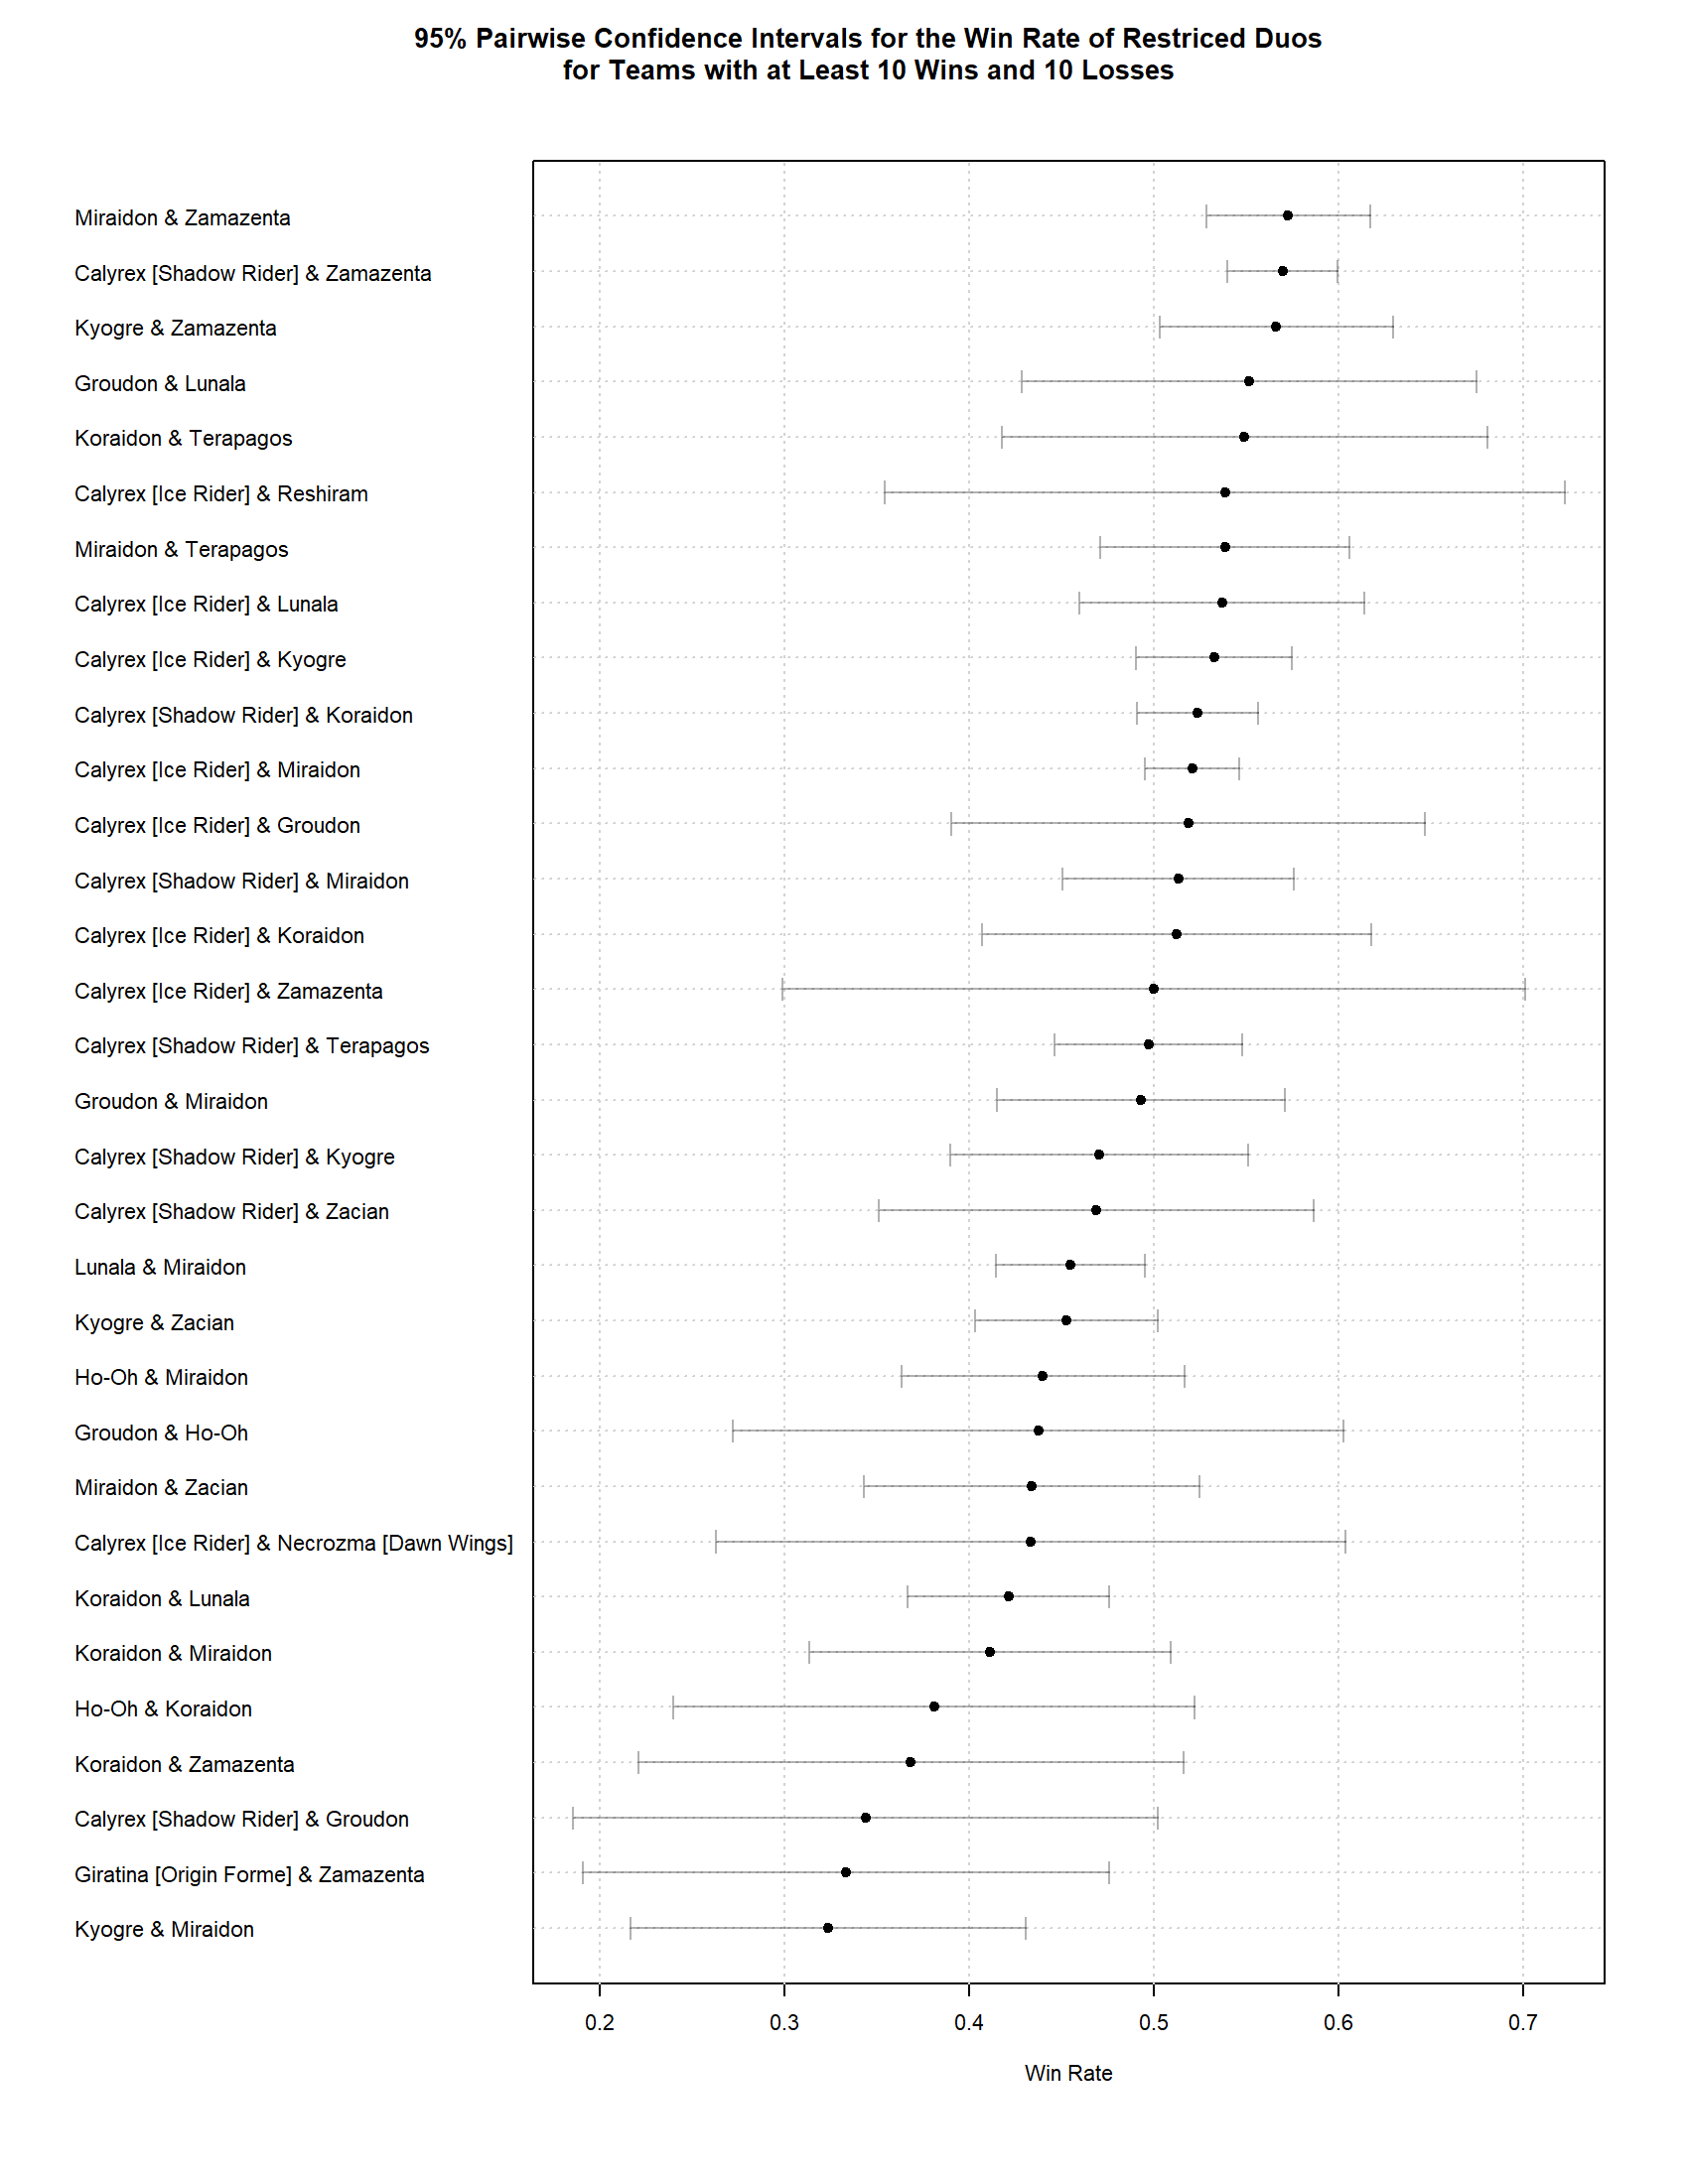 95% Pairwise Confidence Intervals for the Win Rate of Restriced Duos
for Teams with at Least 10 Wins and 10 Losses
Miraidon & Zamazenta
Calyrex [Shadow Rider] & Zamazenta
Kyogre & Zamazenta
Groudon & Lunala
Koraidon & Terapagos
Calyrex [Ice Rider] & Reshiram
Miraidon & Terapagos
Calyrex [Ice Rider] & Lunala
Calyrex [Ice Rider] & Kyogre
Calyrex [Shadow Rider] & Koraidon
Calyrex [Ice Rider] & Miraidon
Calyrex [Ice Rider] & Groudon
Calyrex [Shadow Rider] & Miraidon
Calyrex [Ice Rider] & Koraidon
Calyrex [Ice Rider] & Zamazenta
Calyrex [Shadow Rider] & Terapagos
Groudon & Miraidon
Calyrex [Shadow Rider] & Kyogre
Calyrex [Shadow Rider] & Zacian
Lunala & Miraidon
Kyogre & Zacian
Ho-Oh & Miraidon
Groudon & Ho-Oh
Miraidon & Zacian
Calyrex [Ice Rider] & Necrozma [Dawn Wings]
Koraidon & Lunala
Koraidon & Miraidon
Ho-Oh & Koraidon
Koraidon & Zamazenta
Calyrex [Shadow Rider] & Groudon
Giratina [Origin Forme] & Zamazenta
Kyogre & Miraidon
0.2 0.3 0.4 0.5 0.6 0.7
Win Rate